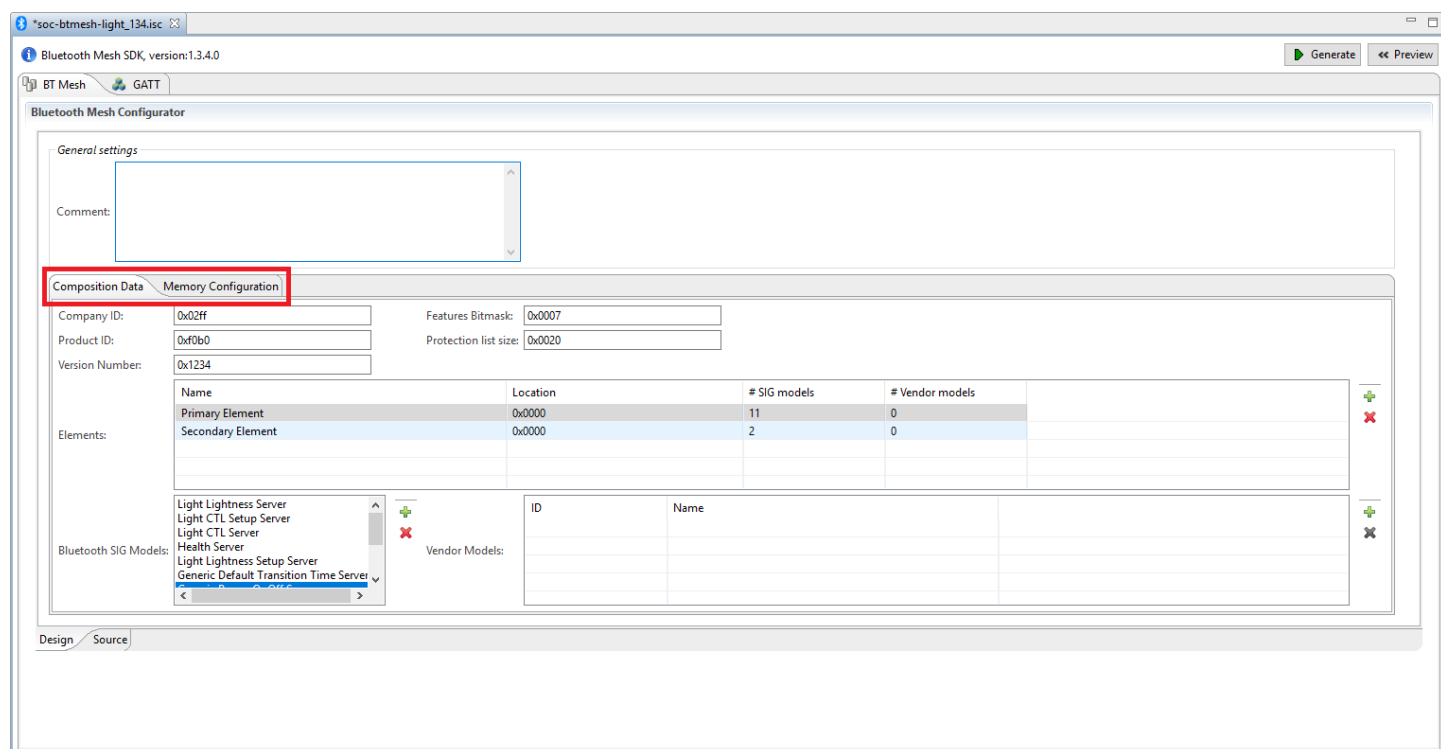 *soc-btmesh-light_134.isc
Bluetooth Mesh SDK, version:1.3.4.0
Generate
Preview
BT Mesh
GATT
Bluetooth Mesh Configurator
General settings
Comment:
Composition Data
Memory Configuration
Company ID: 0x02ff
Features Bitmask: 0x0007
Product ID: 0xf0b0
Protection list size: 0x0020
Version Number: 0x1234
Elements:
Name Location # SIG models # Vendor models
Primary Element 0x0000 11 0
Secondary Element 0x0000 2 0
Bluetooth SIG Models:
Light Lightness Server
Light CTL Setup Server
Light CTL Server
Health Server
Light Lightness Setup Server
Generic Default Transition Time Server
Vendor Models:
ID Name
Design
Source